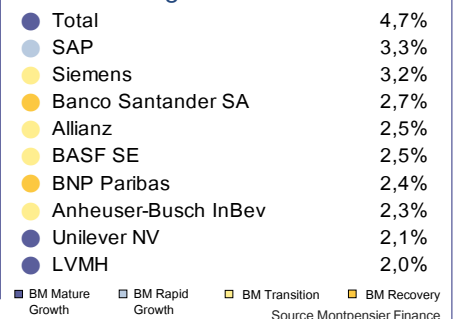 Total 4,7%
SAP 3,3%
Siemens 3,2%
Banco Santander SA 2,7%
Allianz 2,5%
BASF SE 2,5%
BNP Paribas 2,4%
Anheuser-Busch InBev 2,3%
Unilever NV 2,1%
LVMH 2,0%
BM Mature Growth
BM Rapid Growth
BM Transition
BM Recovery
Source Montpensier Finance